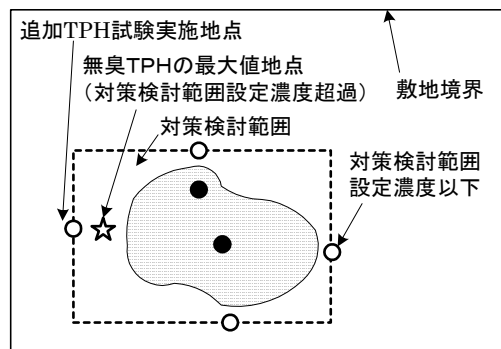 追加TPH試験実施地点
無臭TPHの最大値地点
（対策検討範囲設定濃度超過）
対策検討範囲
敷地境界
対策検討範囲
設定濃度以下